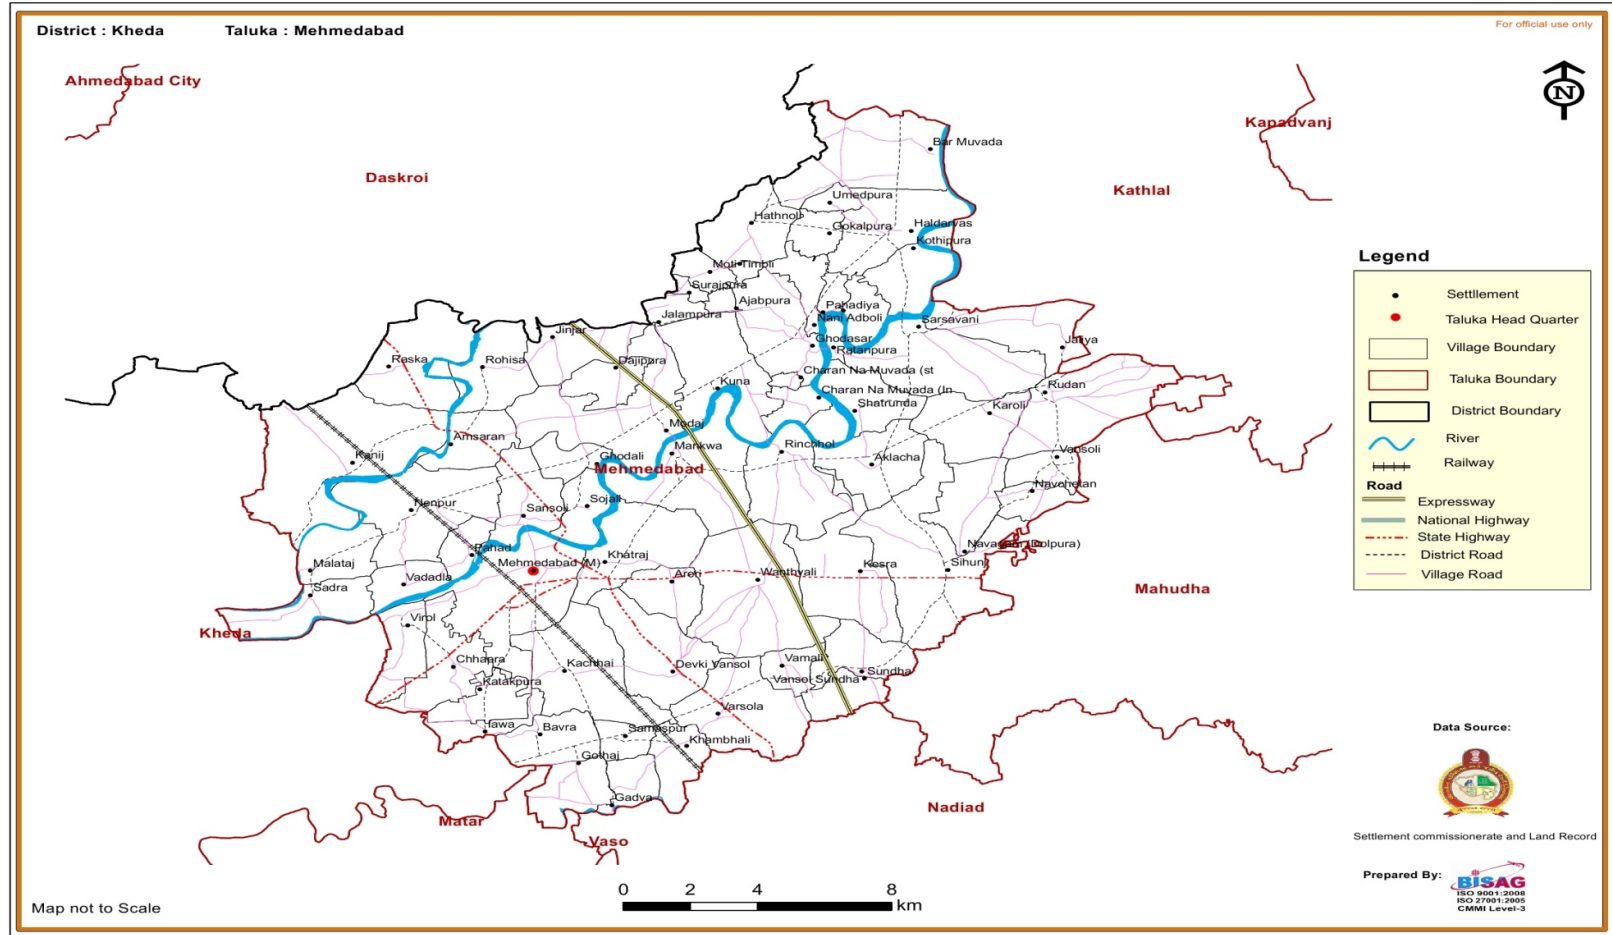 District : Kheda
Taluka : Mehmedabad
For official use only
Ahmedabad City
Kapadvanj
N
Bar Muvada
Daskroi
Kathlal
Umedpura
Hathnoli
Haldarvas
Gokalpura
Kothipura
Moti Timbli
Surajpura
Ajabpura
Pahadiya
Jalampura
Nani Adboli
Sarsavani
Jinjar
Ghodasar
Jaliya
Ratanpura
Raska
Rohisa
Dajipura
Charan Na Muvada (st
Kuna
Rudan
Charan Na Muvada (In
Shatrunda
Karoli
Modaj
Amsaran
Mankwa
Rinchhol
Vansoli
Kanij
Ghodali
Aklacha
Mehmedabad
Navchetan
Nenpur
Sojali
Sansoli
Pahad
Khatraj
Navagam (Dolpura)
Malataj
Mehmedabad (M)
Kesra
Sihunj
Vadadla
Areri
Wanthvali
Sadra
Mahudha
Virol
Kheda
Chhapra
Kachhai
Devki Vansol
Vamali
Sundha
Vansol Sundha
Katakpura
Varsola
Iawa
Bavra
Samaspur
Khambhali
Gothaj
Gadva
Nadiad
Matar
Vaso
Legend
Settllement
Taluka Head Quarter
Village Boundary
Taluka Boundary
District Boundary
River
Railway
Road
Expressway
National Highway
State Highway
District Road
Village Road
Data Source:
Settlement commissionerate and Land Record
Prepared By:
BISAG
ISO 9001:2008
ISO 27001:2005
CMMI Level-3
0 2 4 8
km
Map not to Scale